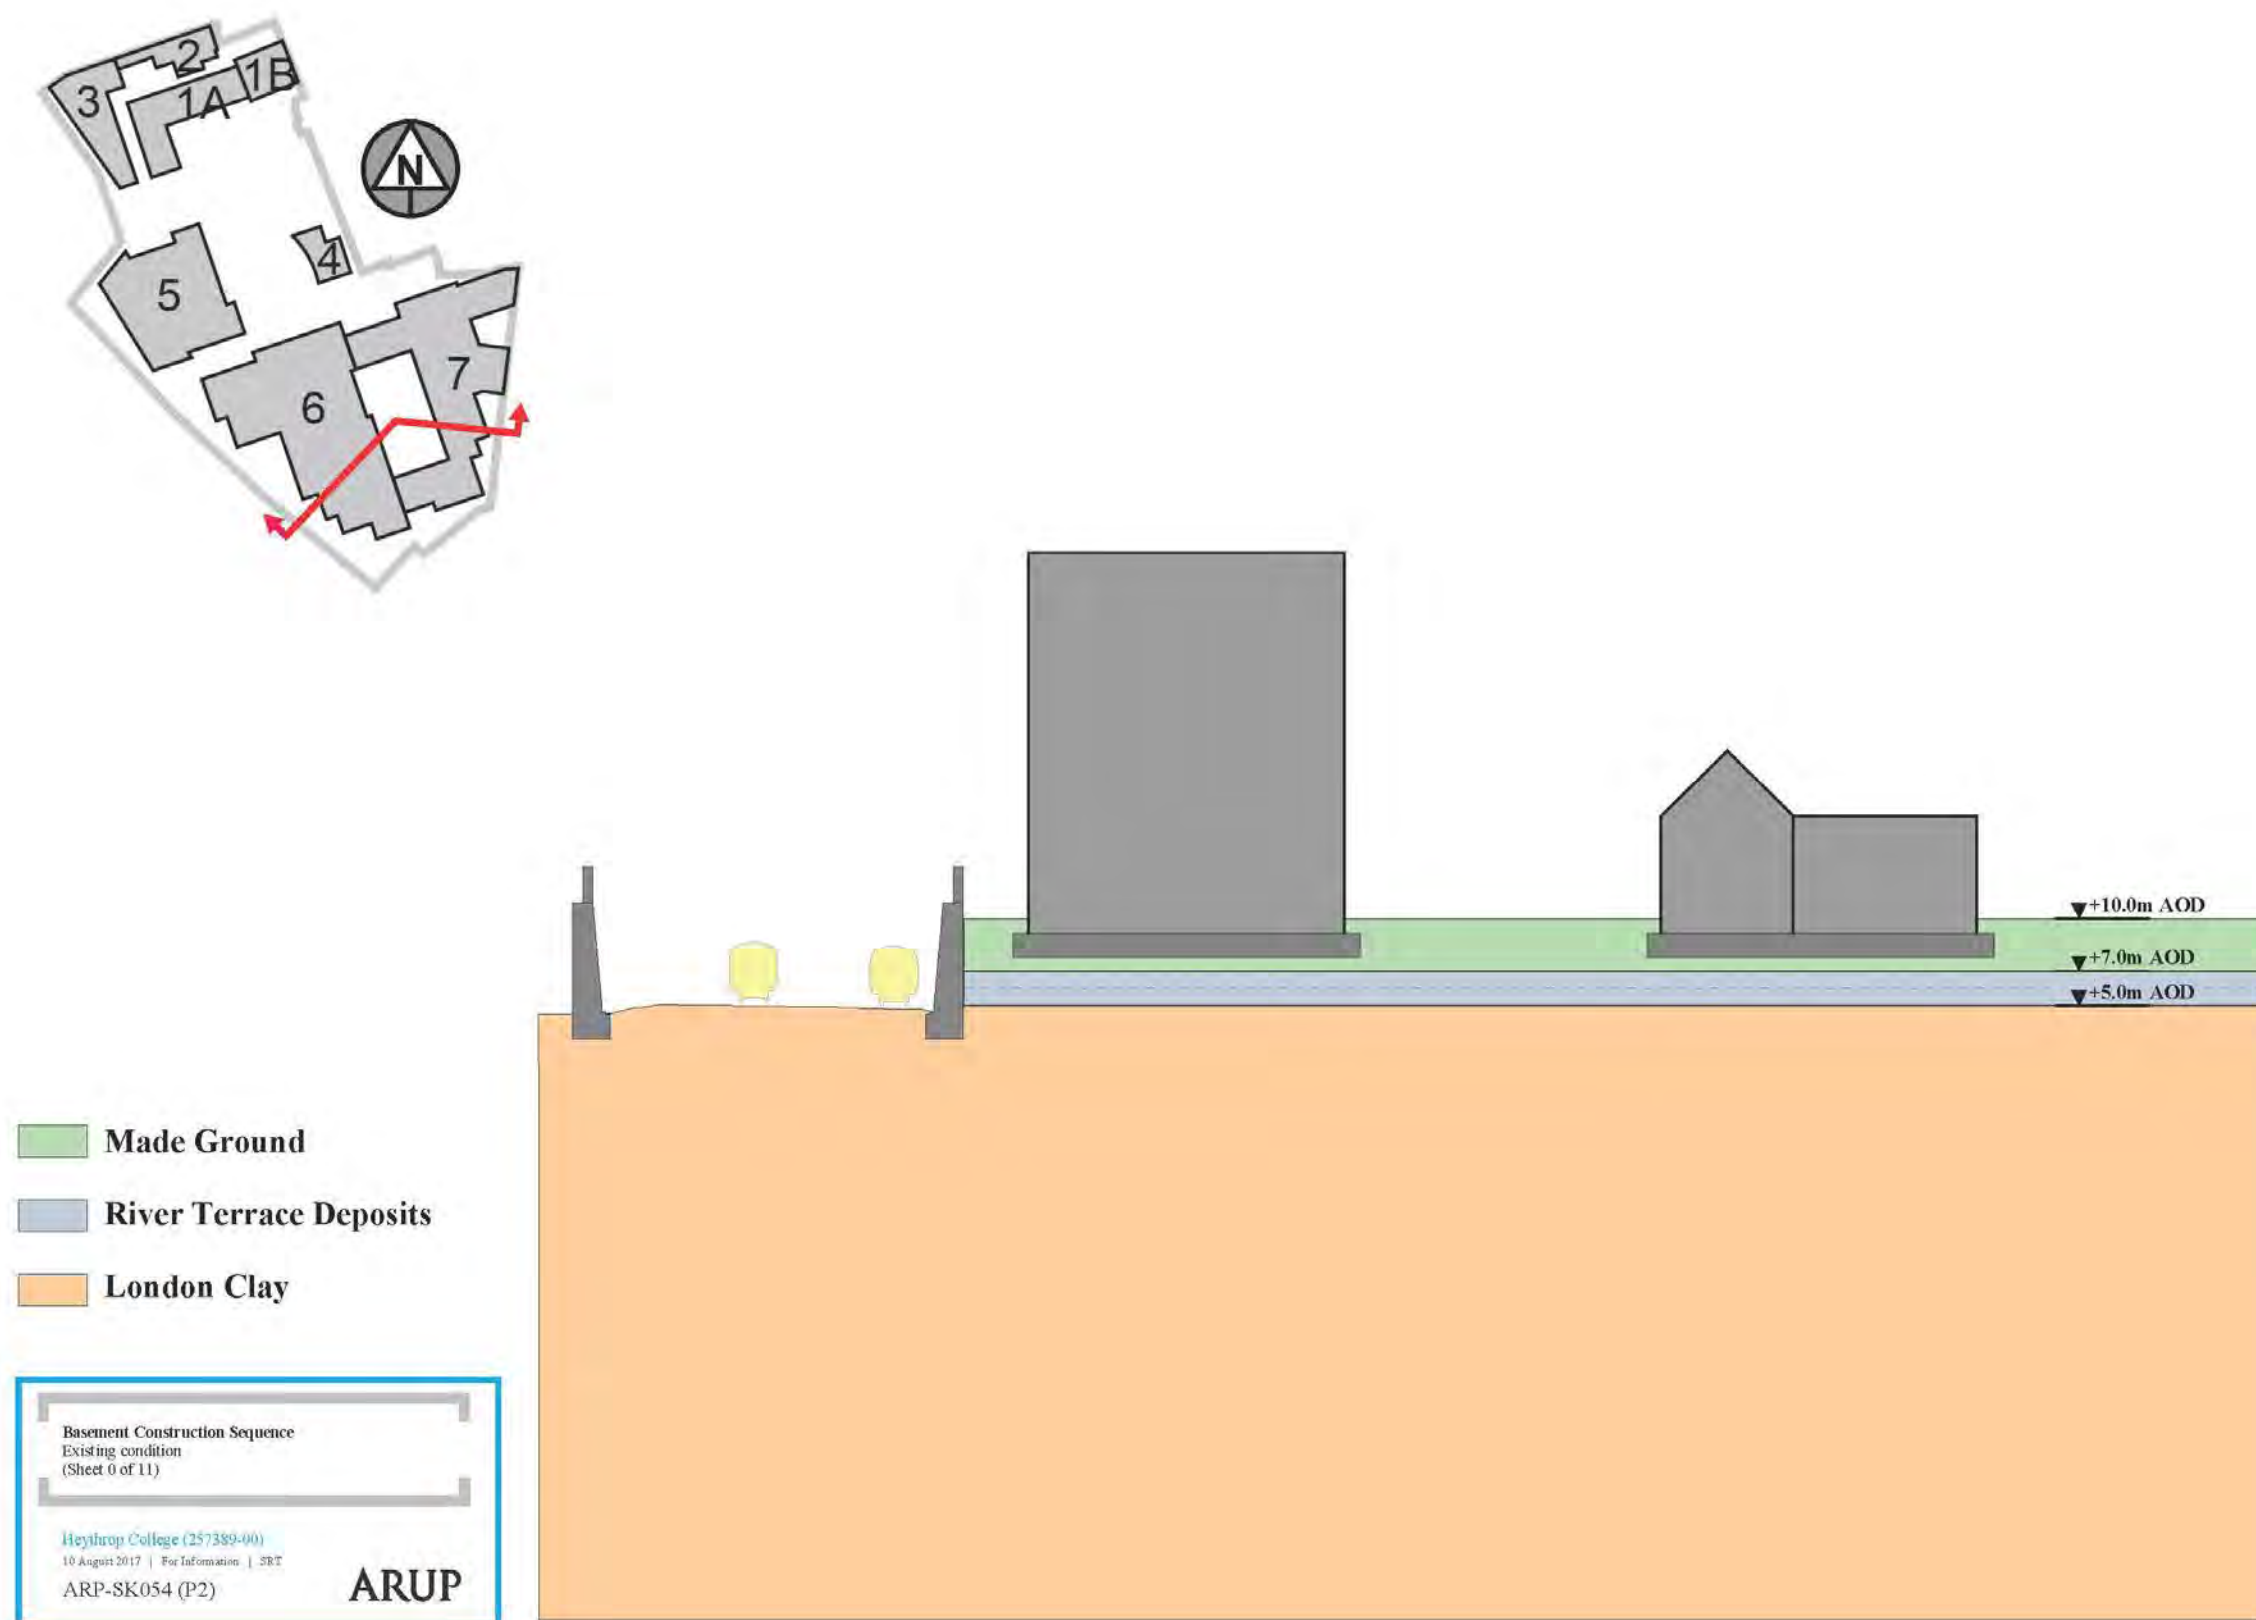 2
1B
3
1A
N
4
5
7
6
+10.0m AOD
+7.0m AOD
+5.0m AOD
Made Ground
River Terrace Deposits
London Clay
Basement Construction Sequence
Existing condition
(Sheet 0 of 11)
Heythrop College (257389-00)
10 August 2017 | For Information | SRT
ARP-SK054 (P2)
ARUP